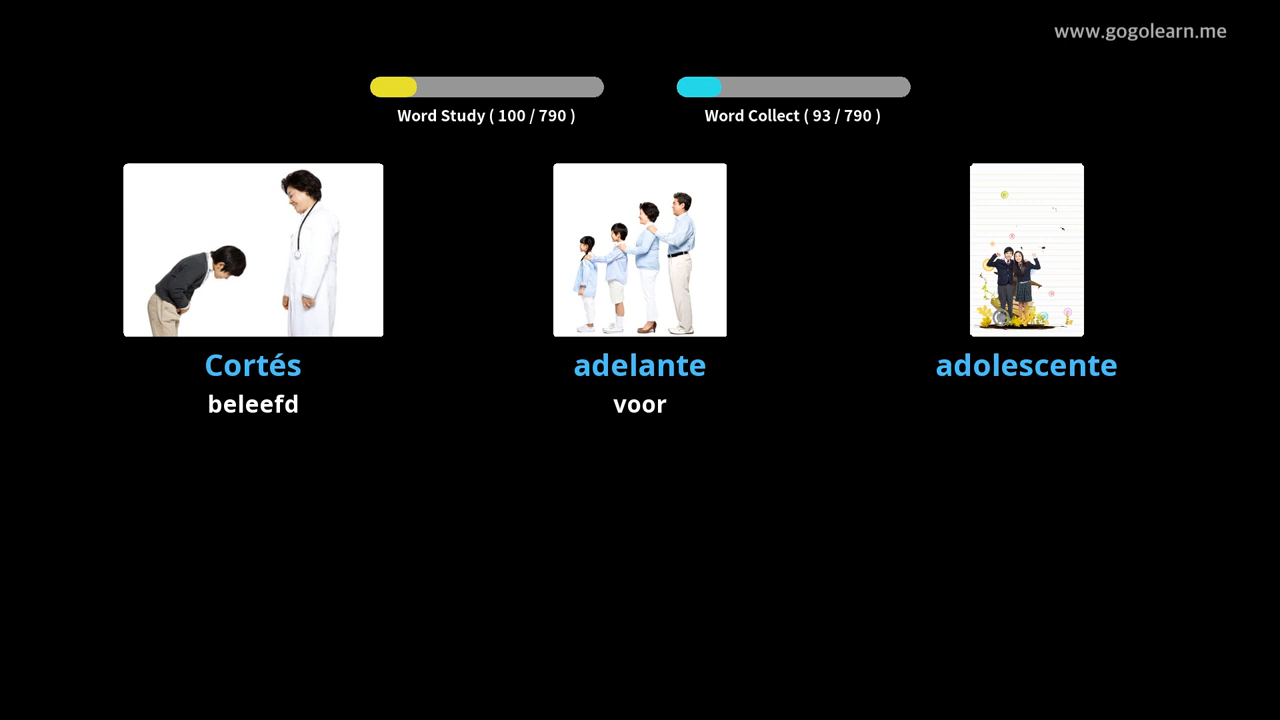 www.gogolearn.me
Word Study ( 100 / 790 )
Word Collect ( 93 / 790 )
Cortés
beleefd
adelante
voor
adolescente